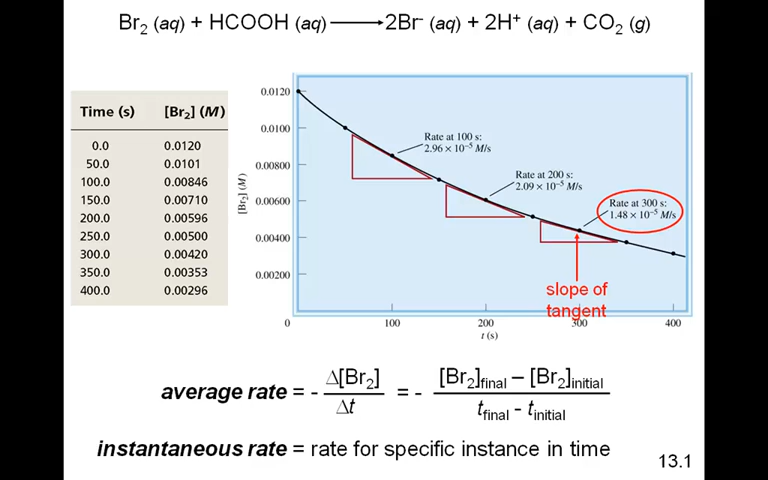 Br₂ (aq) + HCOOH (aq) ⟶ 2Br⁻ (aq) + 2H⁺ (aq) + CO₂ (g)
Time (s) [Br₂] (M)
0.0 0.0120
50.0 0.0101
100.0 0.00846
150.0 0.00710
200.0 0.00596
250.0 0.00500
300.0 0.00420
350.0 0.00353
400.0 0.00296
[Br₂] (M)
0.0120
0.0100
0.00800
0.00600
0.00400
0.00200
Rate at 100 s:
2.96 × 10⁻⁵ M/s
Rate at 200 s:
2.09 × 10⁻⁵ M/s
Rate at 300 s:
1.48 × 10⁻⁵ M/s
slope of
tangent
0 100 200 300 400
t (s)
average rate = - Δ[Br₂] / Δt = - [Br₂]final – [Br₂]initial / tfinal - tinitial
instantaneous rate = rate for specific instance in time
13.1